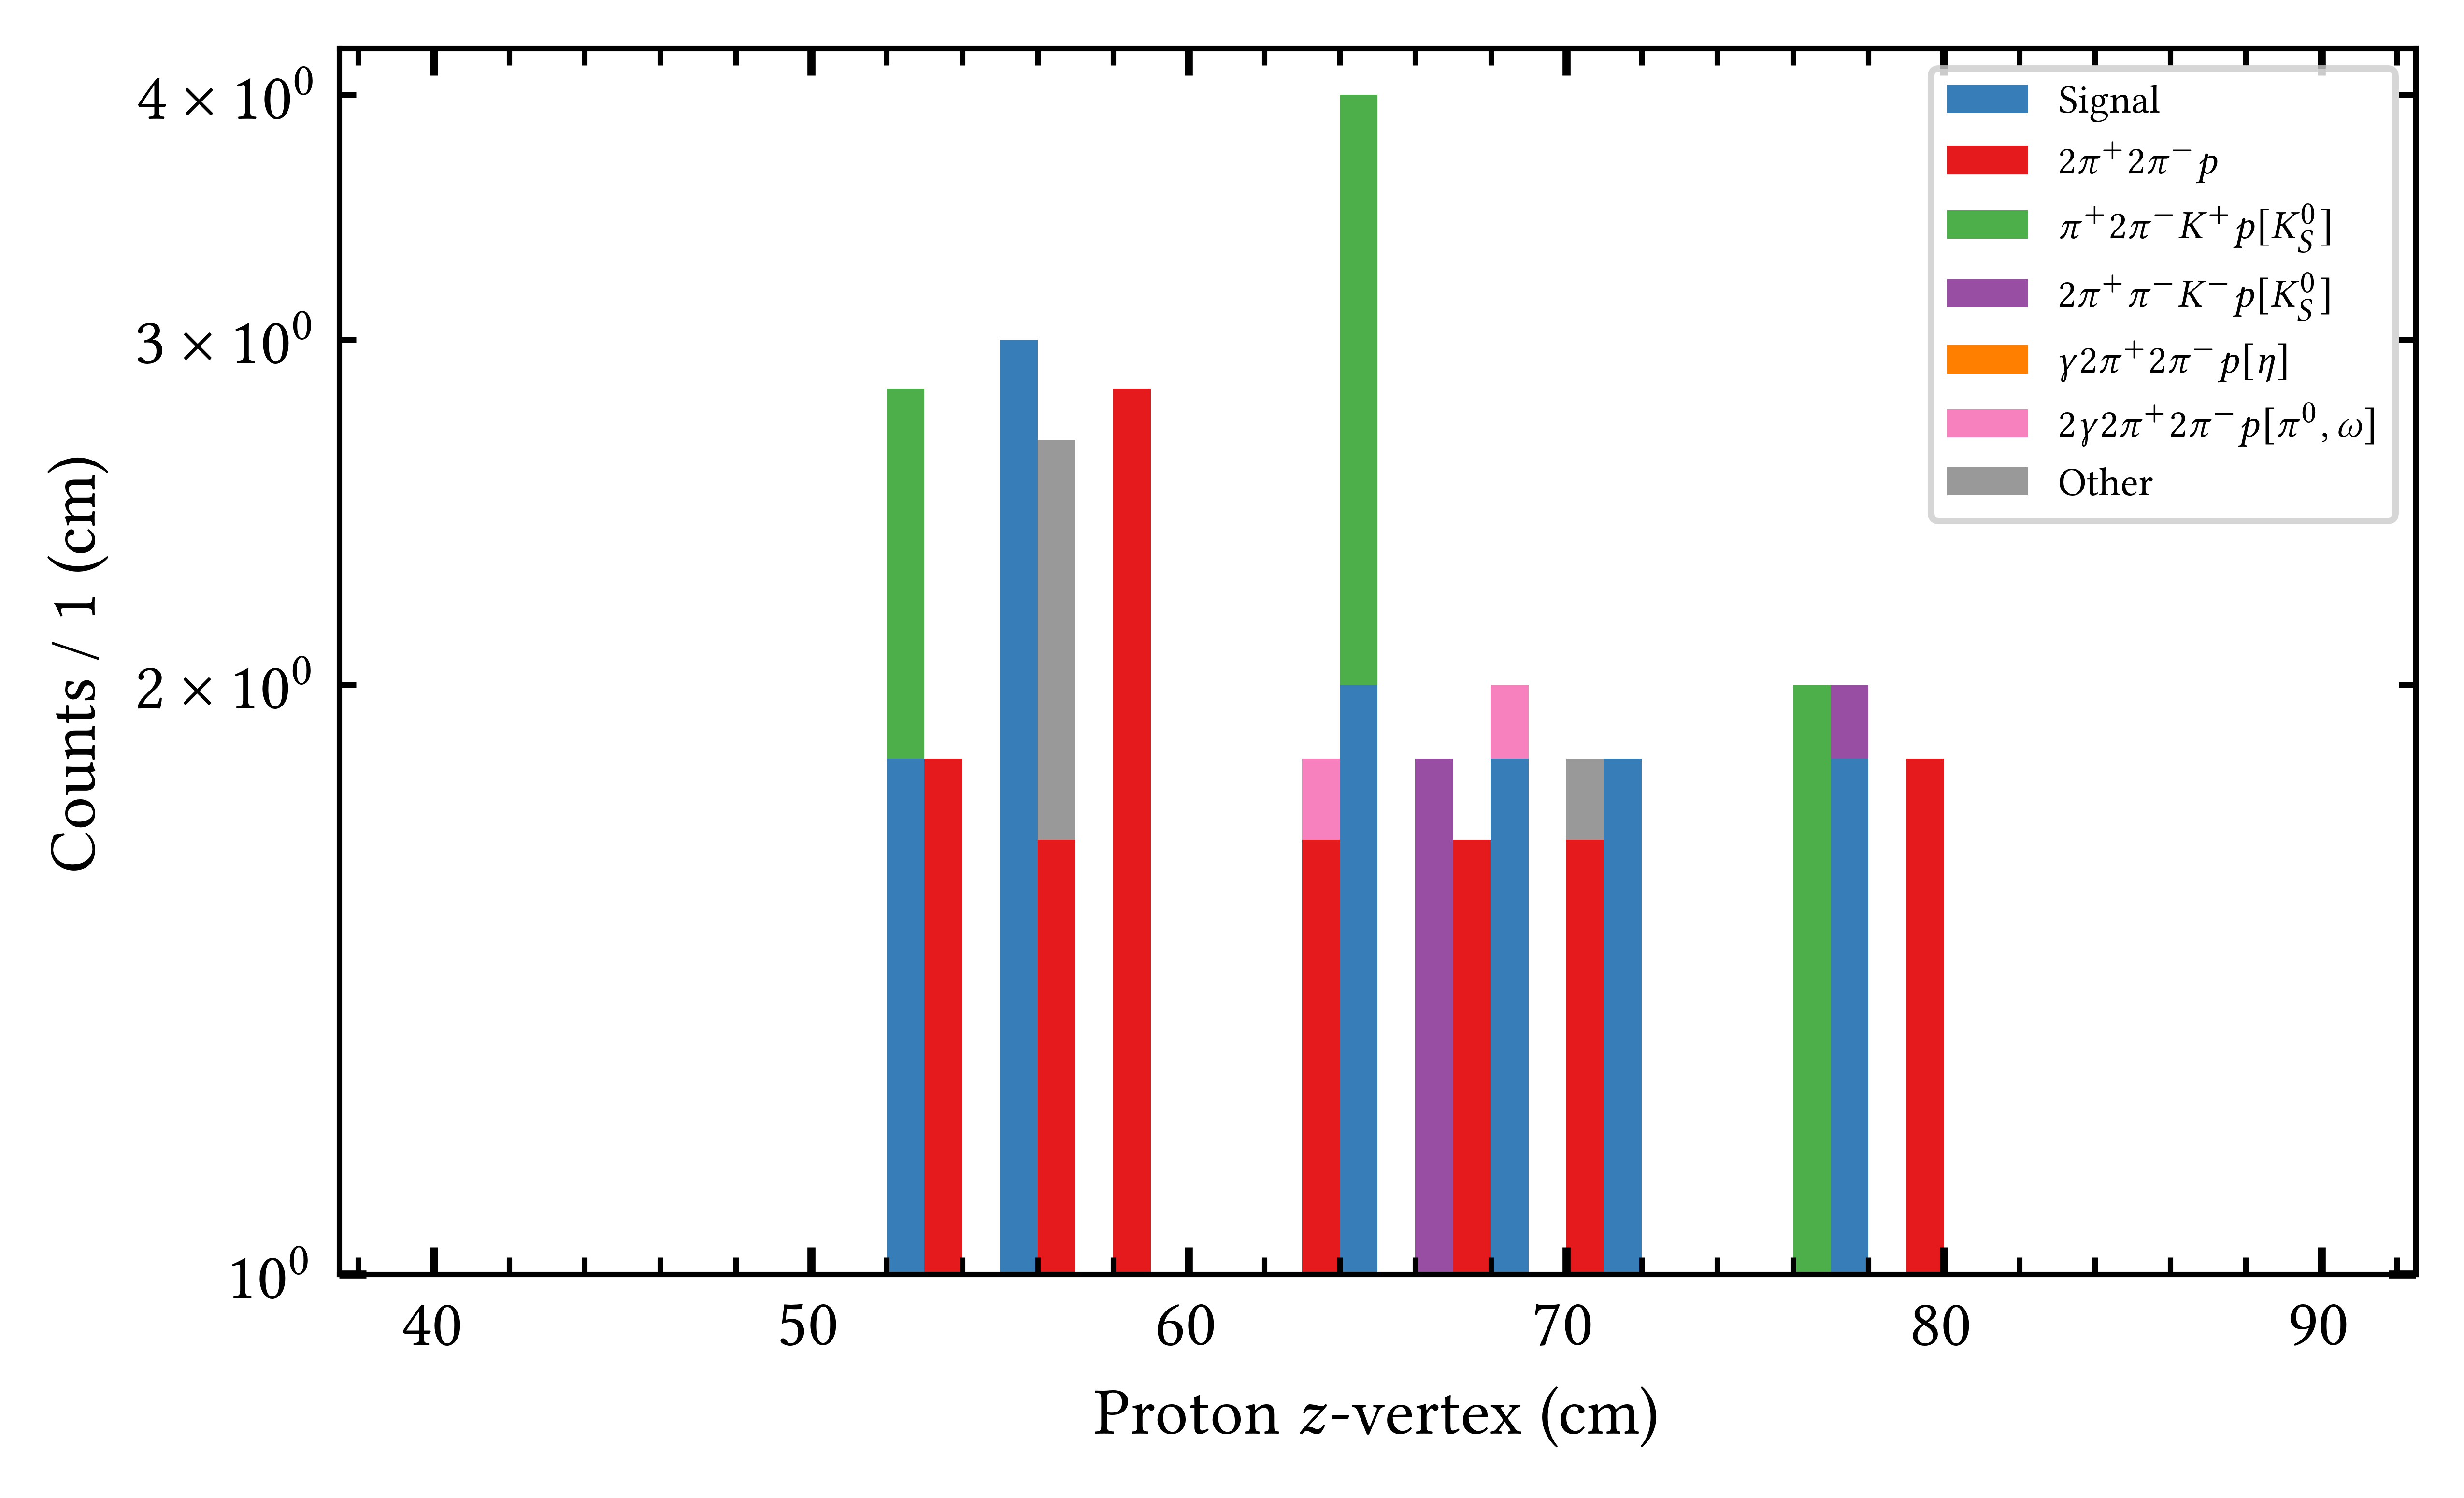 4 × 10⁰
3 × 10⁰
2 × 10⁰
10⁰
Counts / 1 (cm)
40 50 60 70 80 90
Proton z-vertex (cm)
Signal
2π⁺2π⁻p
π⁺2π⁻K⁺p[K⁰_S]
2π⁺π⁻K⁻p[K⁰_S]
γ2π⁺2π⁻p[η]
2γ2π⁺2π⁻p[π⁰, ω]
Other